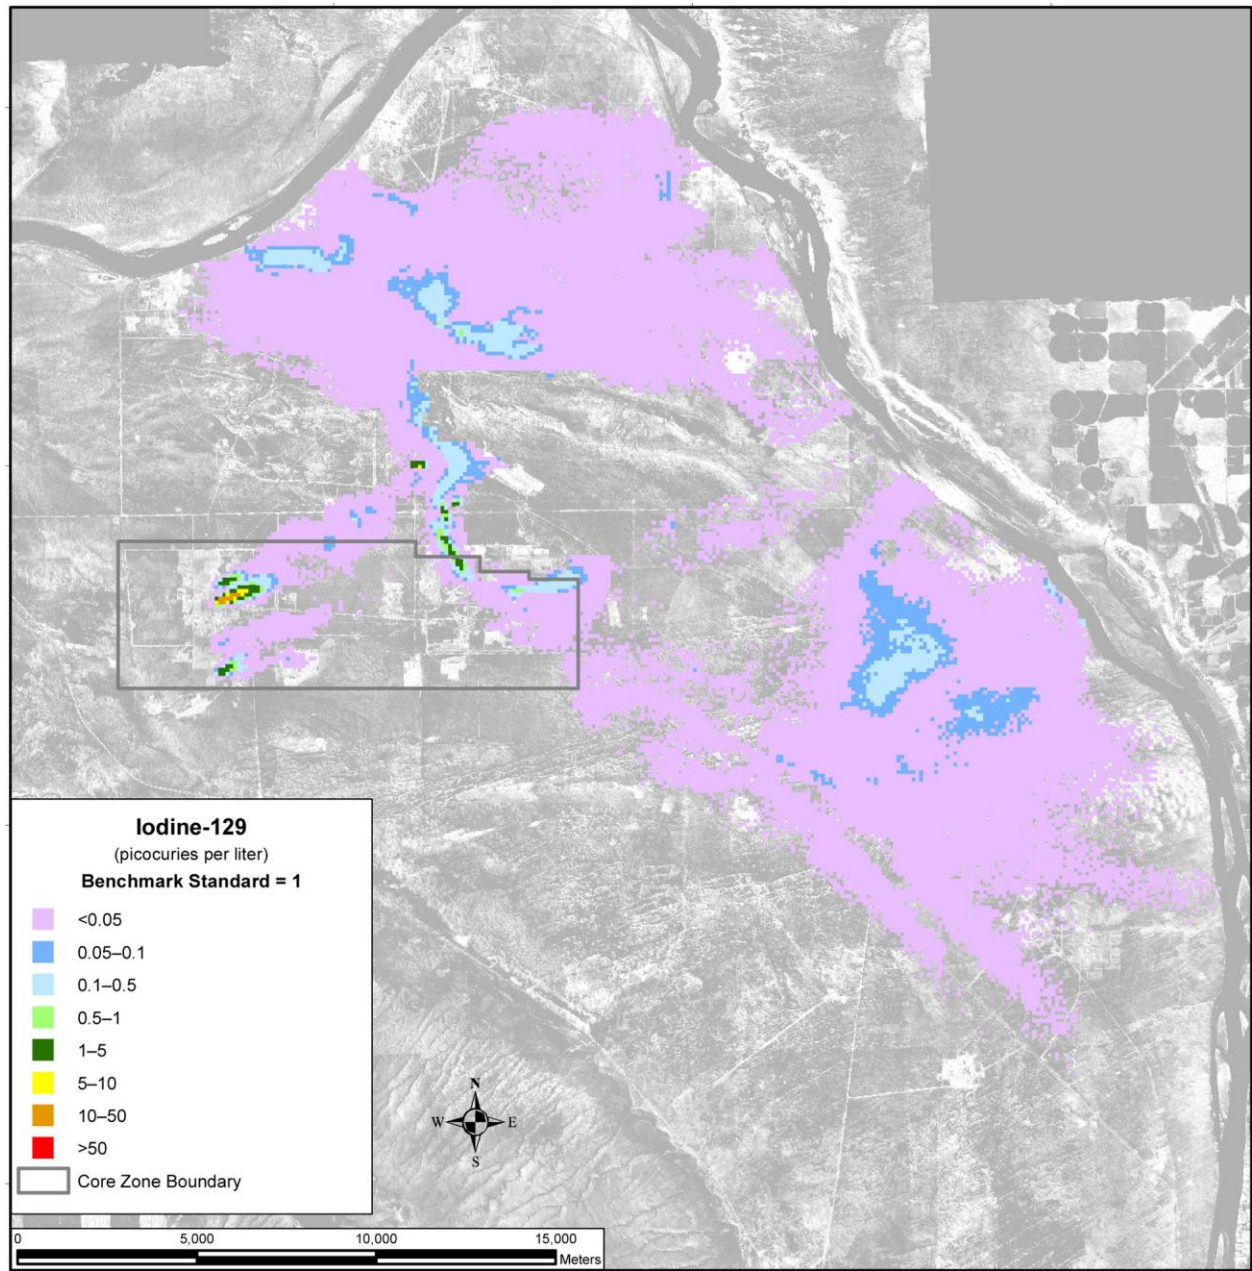 Iodine-129
(picocuries per liter)
Benchmark Standard = 1
<0.05
0.05–0.1
0.1–0.5
0.5–1
1–5
5–10
10–50
>50
Core Zone Boundary
N
W E
S
0 5,000 10,000 15,000
Meters